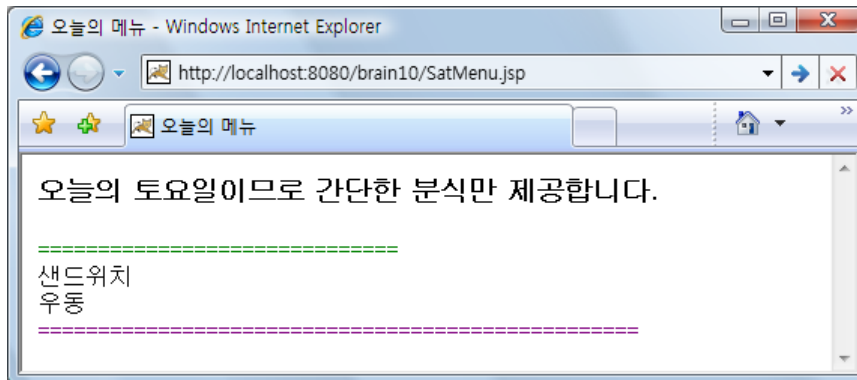 오늘의 메뉴 - Windows Internet Explorer
http://localhost:8080/brain10/SatMenu.jsp
오늘의 메뉴
오늘의 토요일이므로 간단한 분식만 제공합니다.
==============================
샌드위치
우동
==================================================